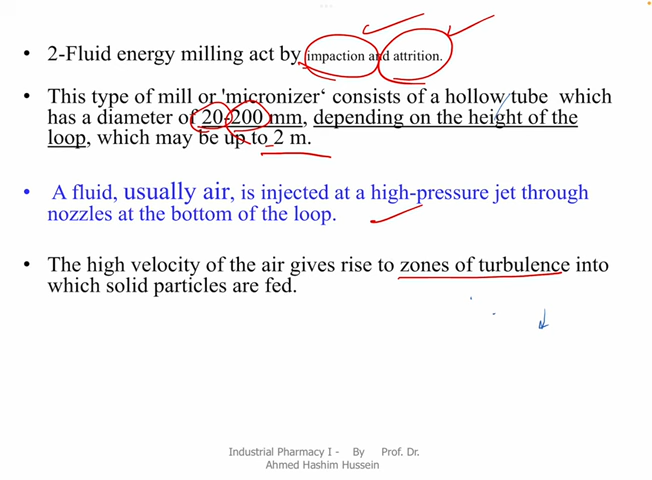 • 2-Fluid energy milling act by impaction and attrition.
• This type of mill or 'micronizer‘ consists of a hollow tube which
has a diameter of 20-200 mm, depending on the height of the
loop, which may be up to 2 m.
• A fluid, usually air, is injected at a high-pressure jet through
nozzles at the bottom of the loop.
• The high velocity of the air gives rise to zones of turbulence into
which solid particles are fed.
Industrial Pharmacy I - By Prof. Dr.
Ahmed Hashim Hussein